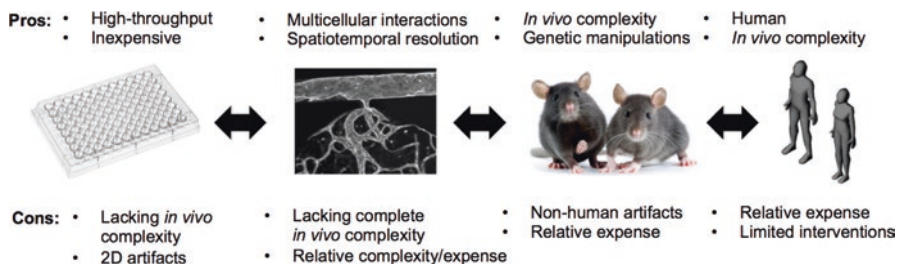 Pros: • High-throughput
• Inexpensive
• Multicellular interactions
• Spatiotemporal resolution
• In vivo complexity
• Genetic manipulations
• Human
• In vivo complexity
Cons: • Lacking in vivo
complexity
• 2D artifacts
• Lacking complete
in vivo complexity
• Relative complexity/expense
• Non-human artifacts
• Relative expense
• Relative expense
• Limited interventions